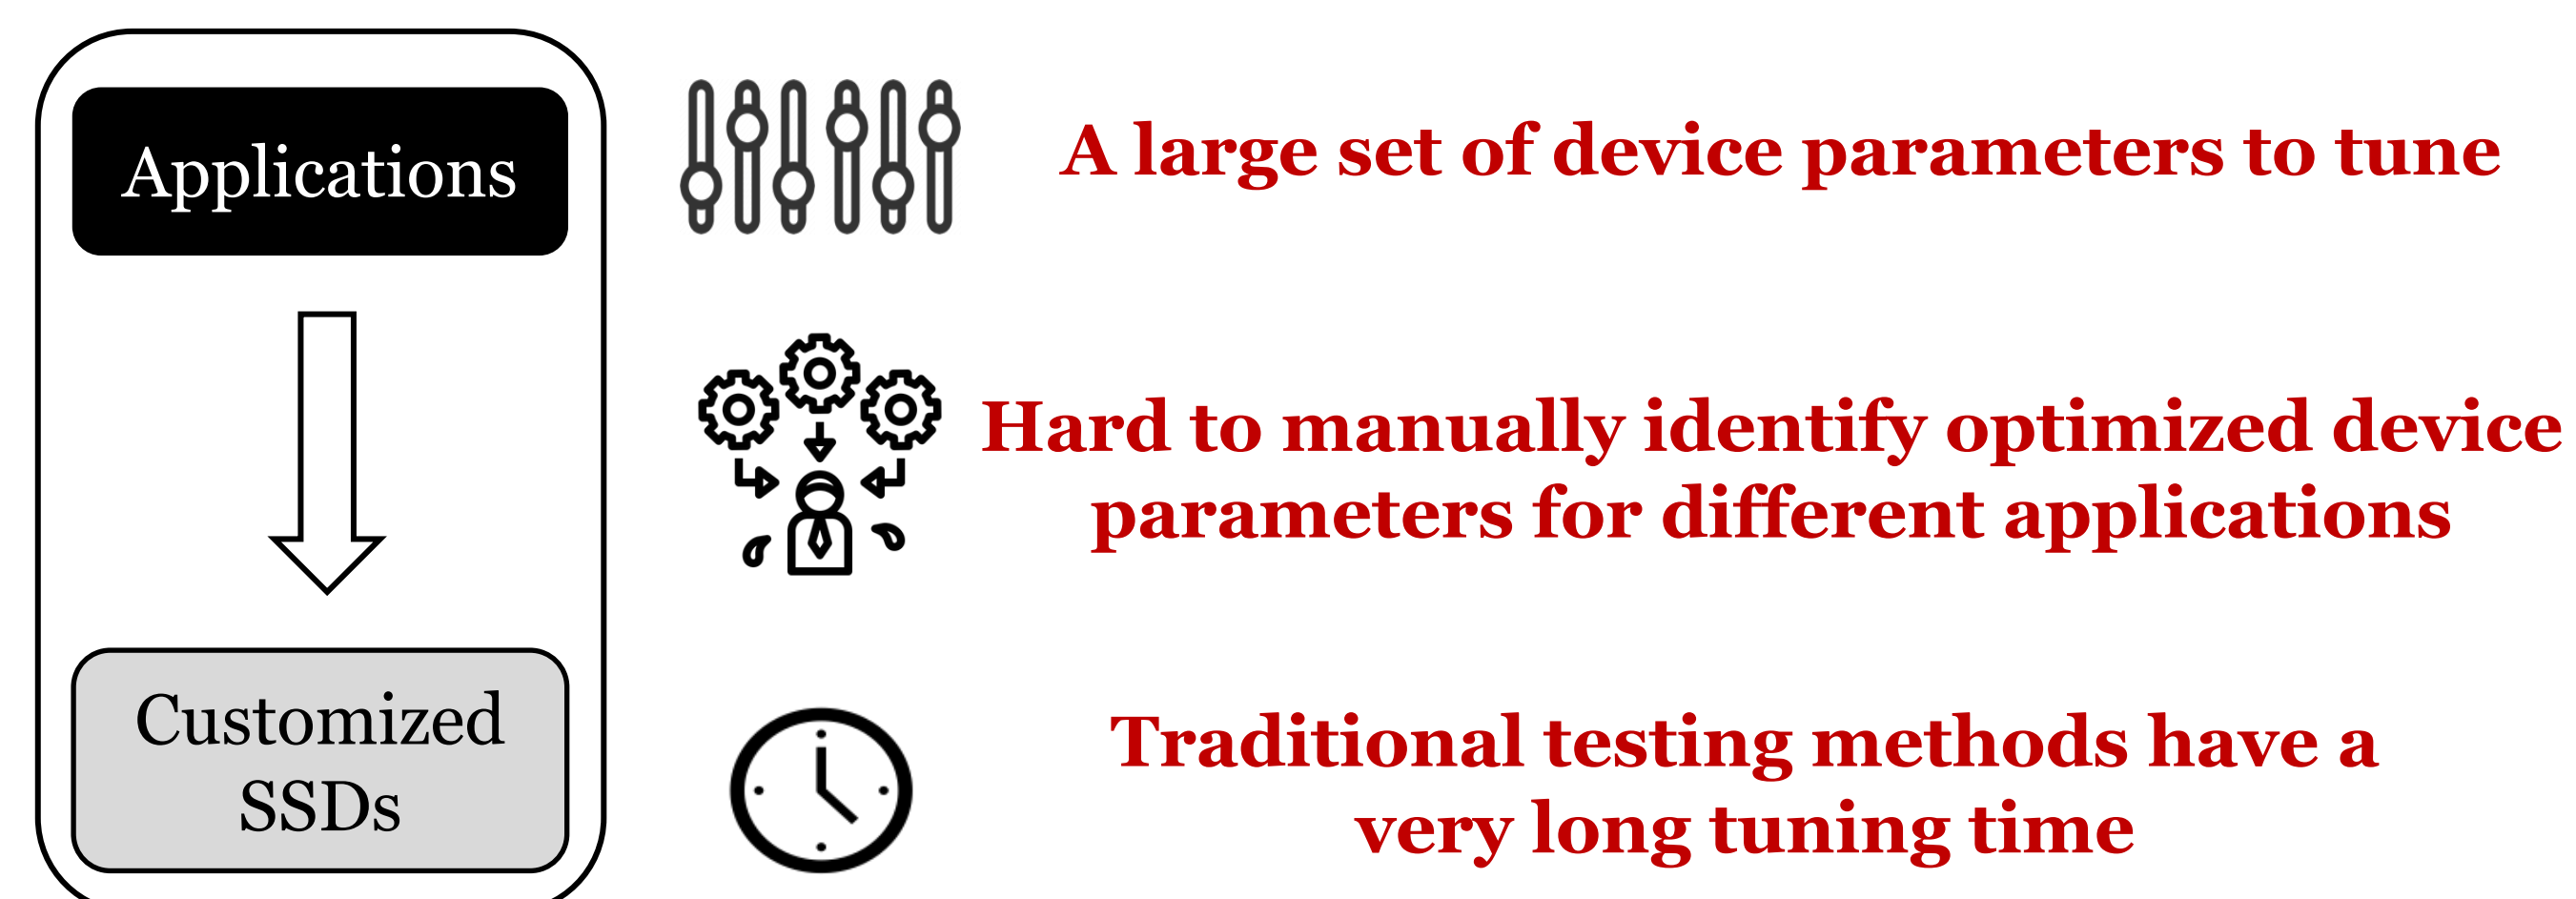 Applications
Customized
SSDs
A large set of device parameters to tune
Hard to manually identify optimized device
parameters for different applications
Traditional testing methods have a
very long tuning time